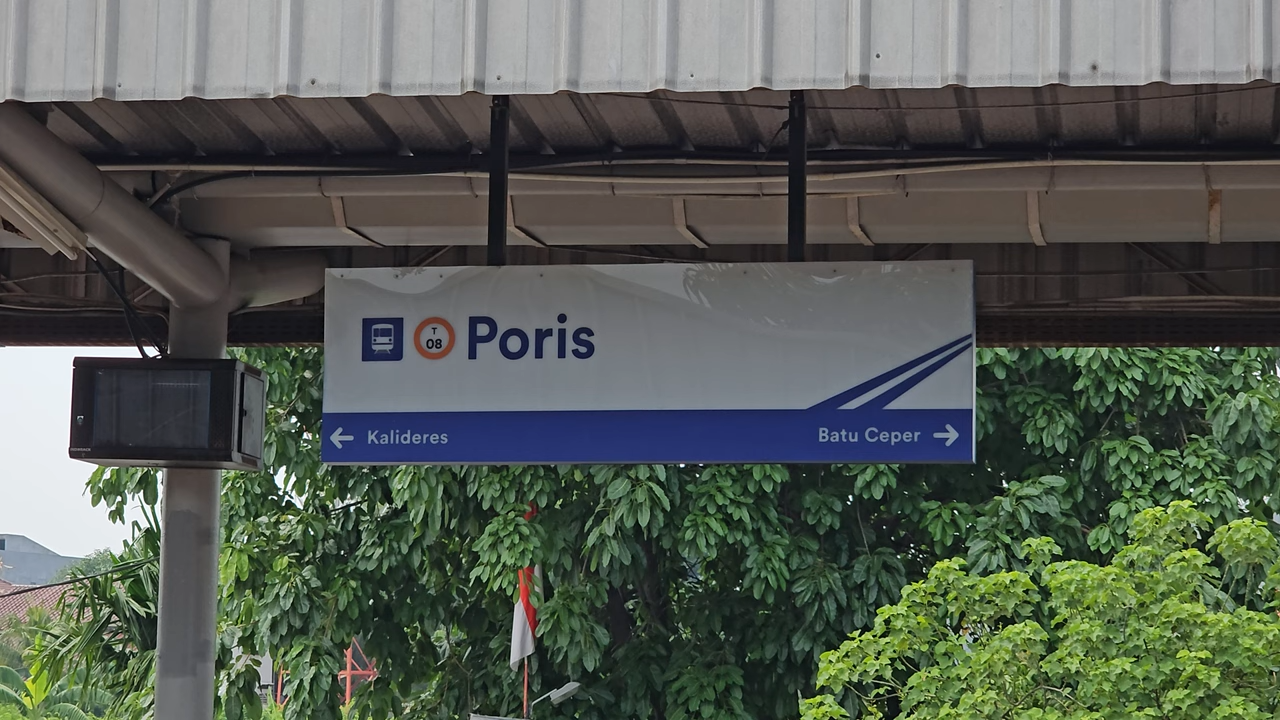 T
08
Poris
← Kalideres
Batu Ceper →